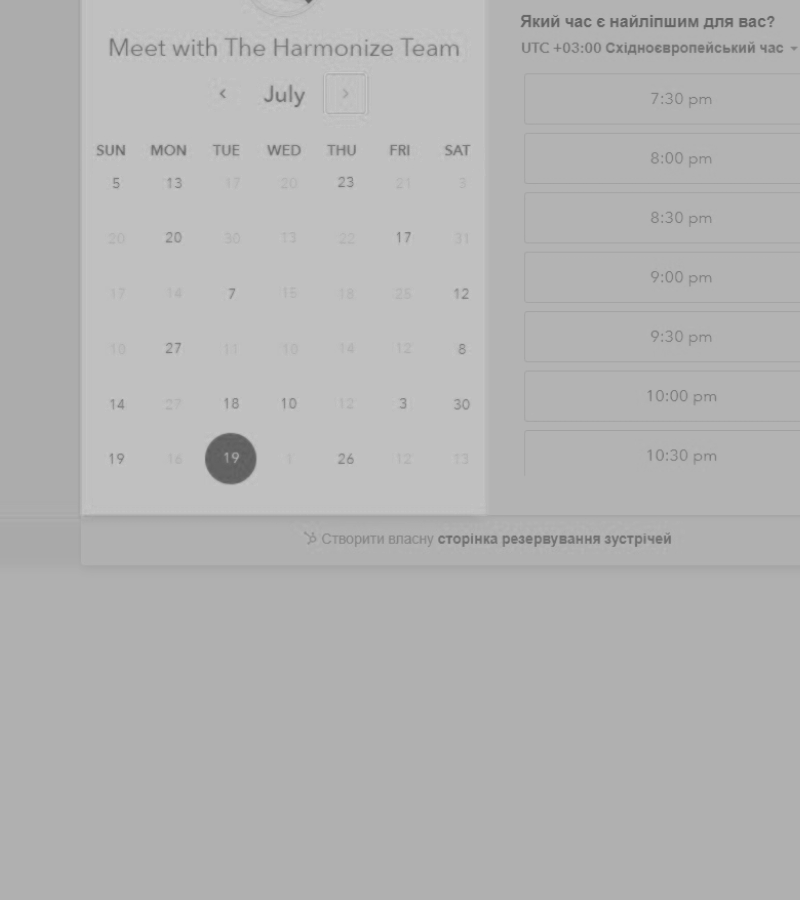 Meet with The Harmonize Team
July
SUN MON TUE WED THU FRI SAT
5 13 17 20 23 21 3
20 20 30 13 22 17 31
17 14 7 15 18 25 12
10 27 11 10 14 12 8
14 27 18 10 12 3 30
19 16 19 1 26 12 13
Який час є найліпшим для вас?
UTC +03:00 Східноєвропейський час
7:30 pm
8:00 pm
8:30 pm
9:00 pm
9:30 pm
10:00 pm
10:30 pm
Створити власну сторінка резервування зустрічей